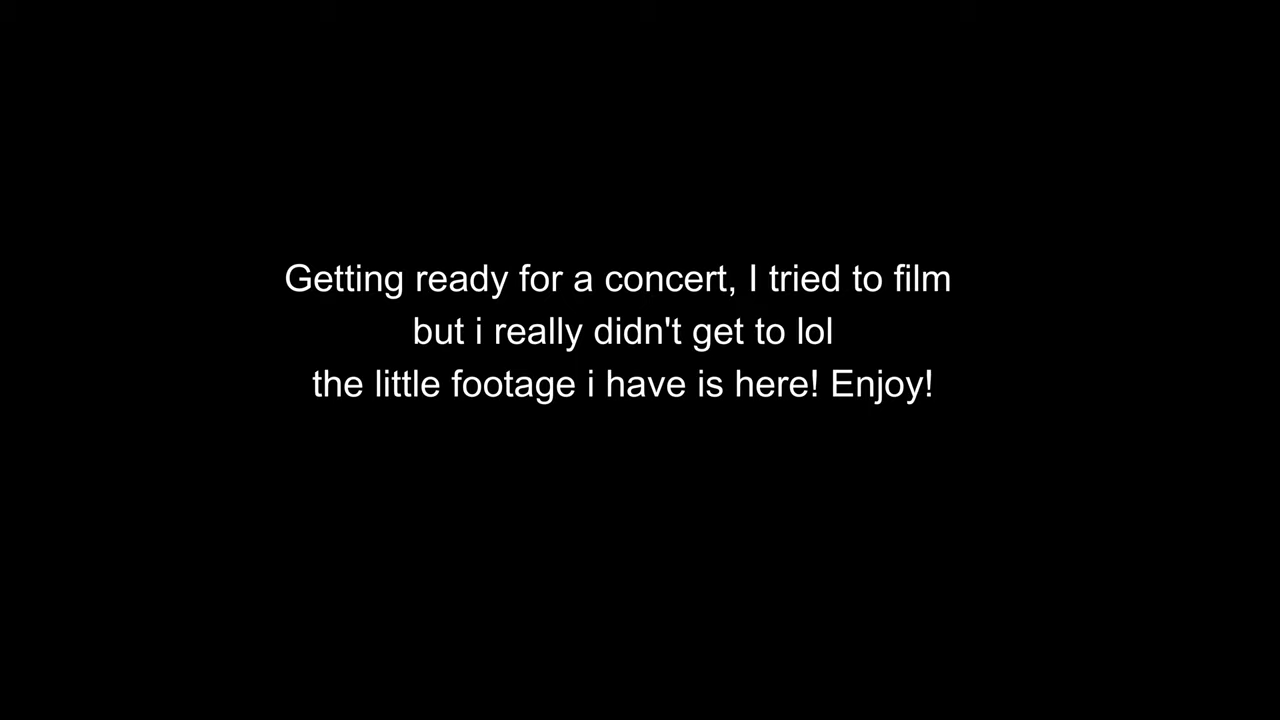 Getting ready for a concert, I tried to film
but i really didn't get to lol
the little footage i have is here! Enjoy!